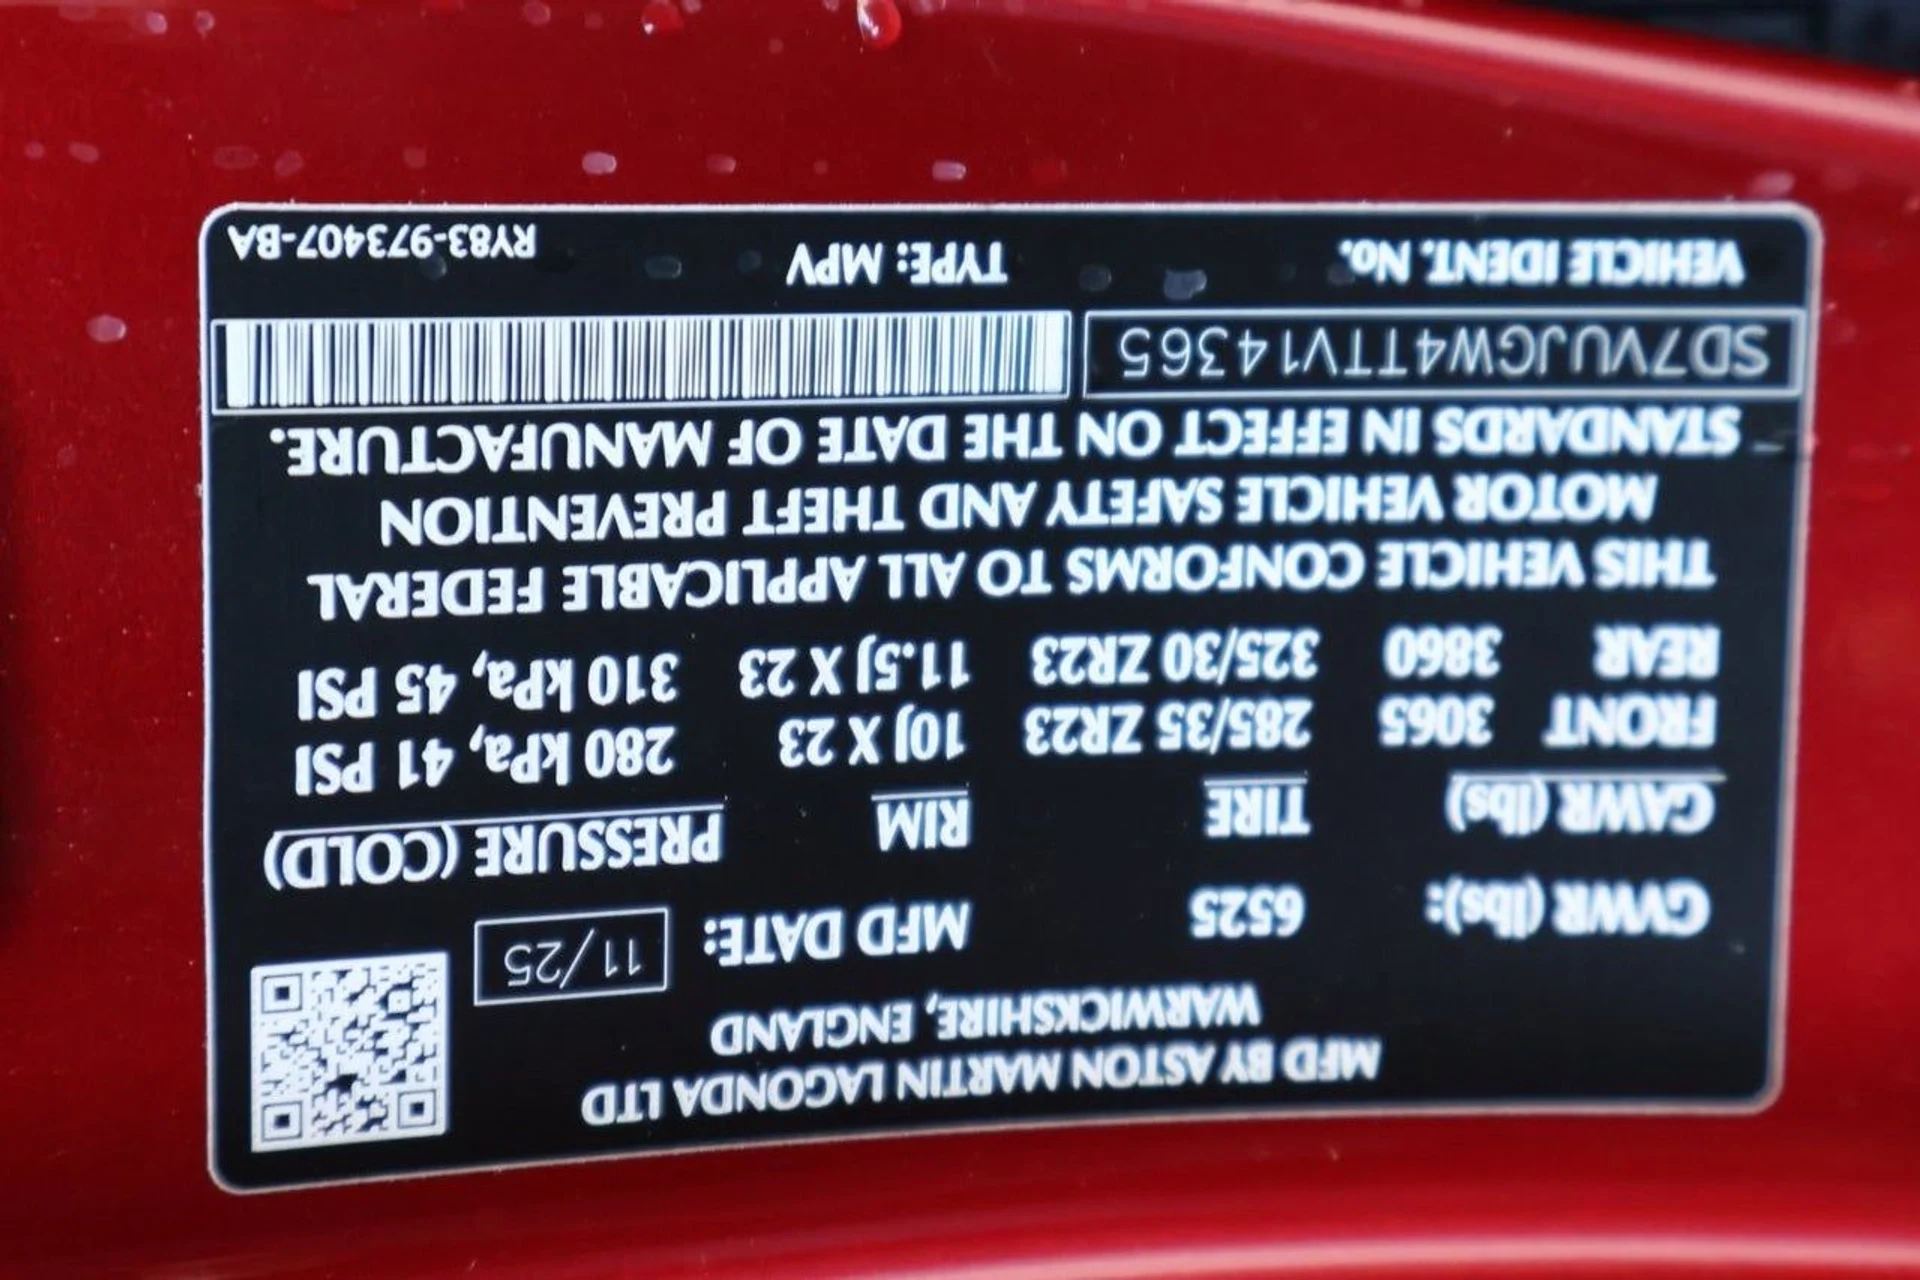 MFD BY ASTON MARTIN LAGONDA LTD
WARWICKSHIRE, ENGLAND
GVWR (lbs): 6525 MFD DATE: 11/25
GAWR (lbs) TIRE RIM PRESSURE (COLD)
FRONT 3065 285/35 ZR23 10J X 23 280 kPa, 41 PSI
REAR 3860 325/30 ZR23 11.5J X 23 310 kPa, 45 PSI
THIS VEHICLE CONFORMS TO ALL APPLICABLE FEDERAL
MOTOR VEHICLE SAFETY AND THEFT PREVENTION
STANDARDS IN EFFECT ON THE DATE OF MANUFACTURE.
SD7VUJGW4TTV14365
VEHICLE IDENT. No. TYPE: MPV RY83-973407-BA